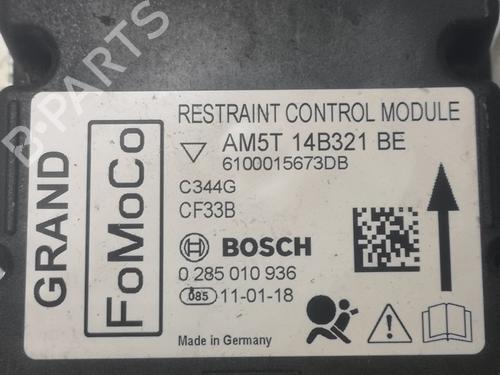 B-PARTS
GRAND
FoMoCo
RESTRAINT CONTROL MODULE
AM5T 14B321 BE
6100015673DB
C344G
CF33B
BOSCH
0 285 010 936
085 11-01-18
Made in Germany